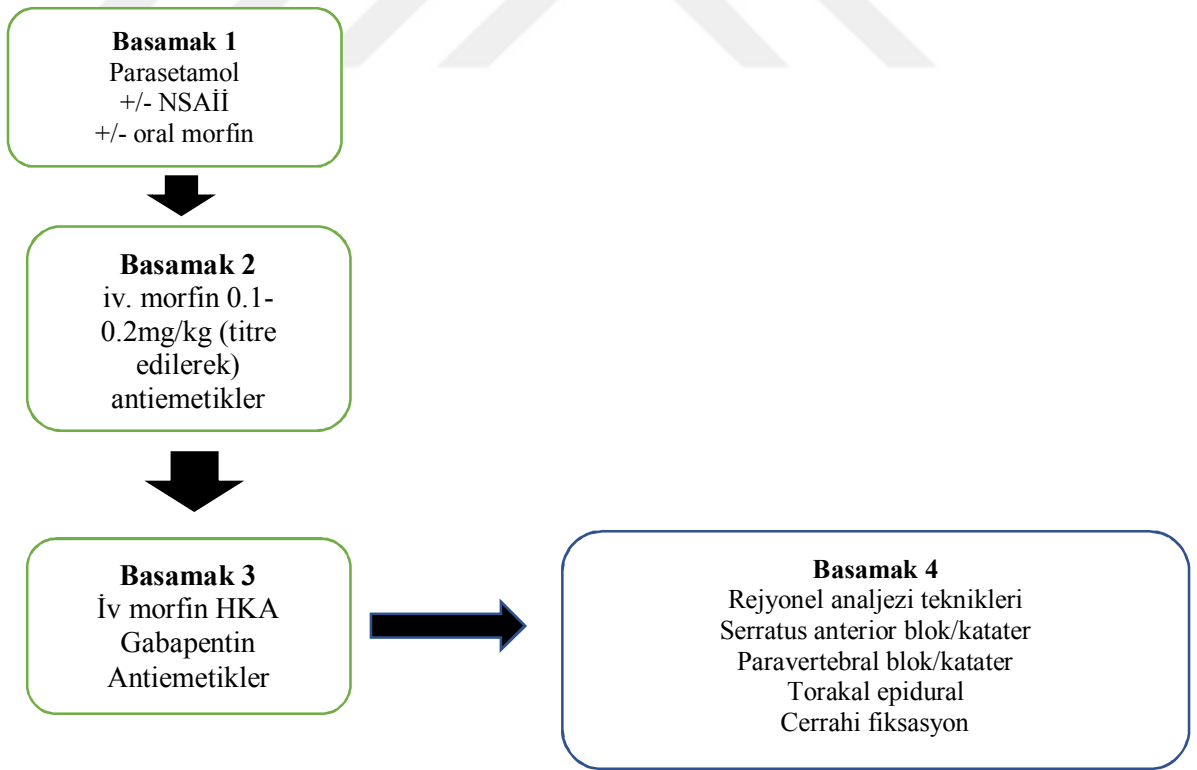 Basamak 1
Parasetamol
+/- NSAİİ
+/- oral morfin
Basamak 2
iv. morfin 0.1-
0.2mg/kg (titre
edilerek)
antiemetikler
Basamak 3
İv morfin HKA
Gabapentin
Antiemetikler
Basamak 4
Rejyonel analjezi teknikleri
Serratus anterior blok/katater
Paravertebral blok/katater
Torakal epidural
Cerrahi fiksasyon